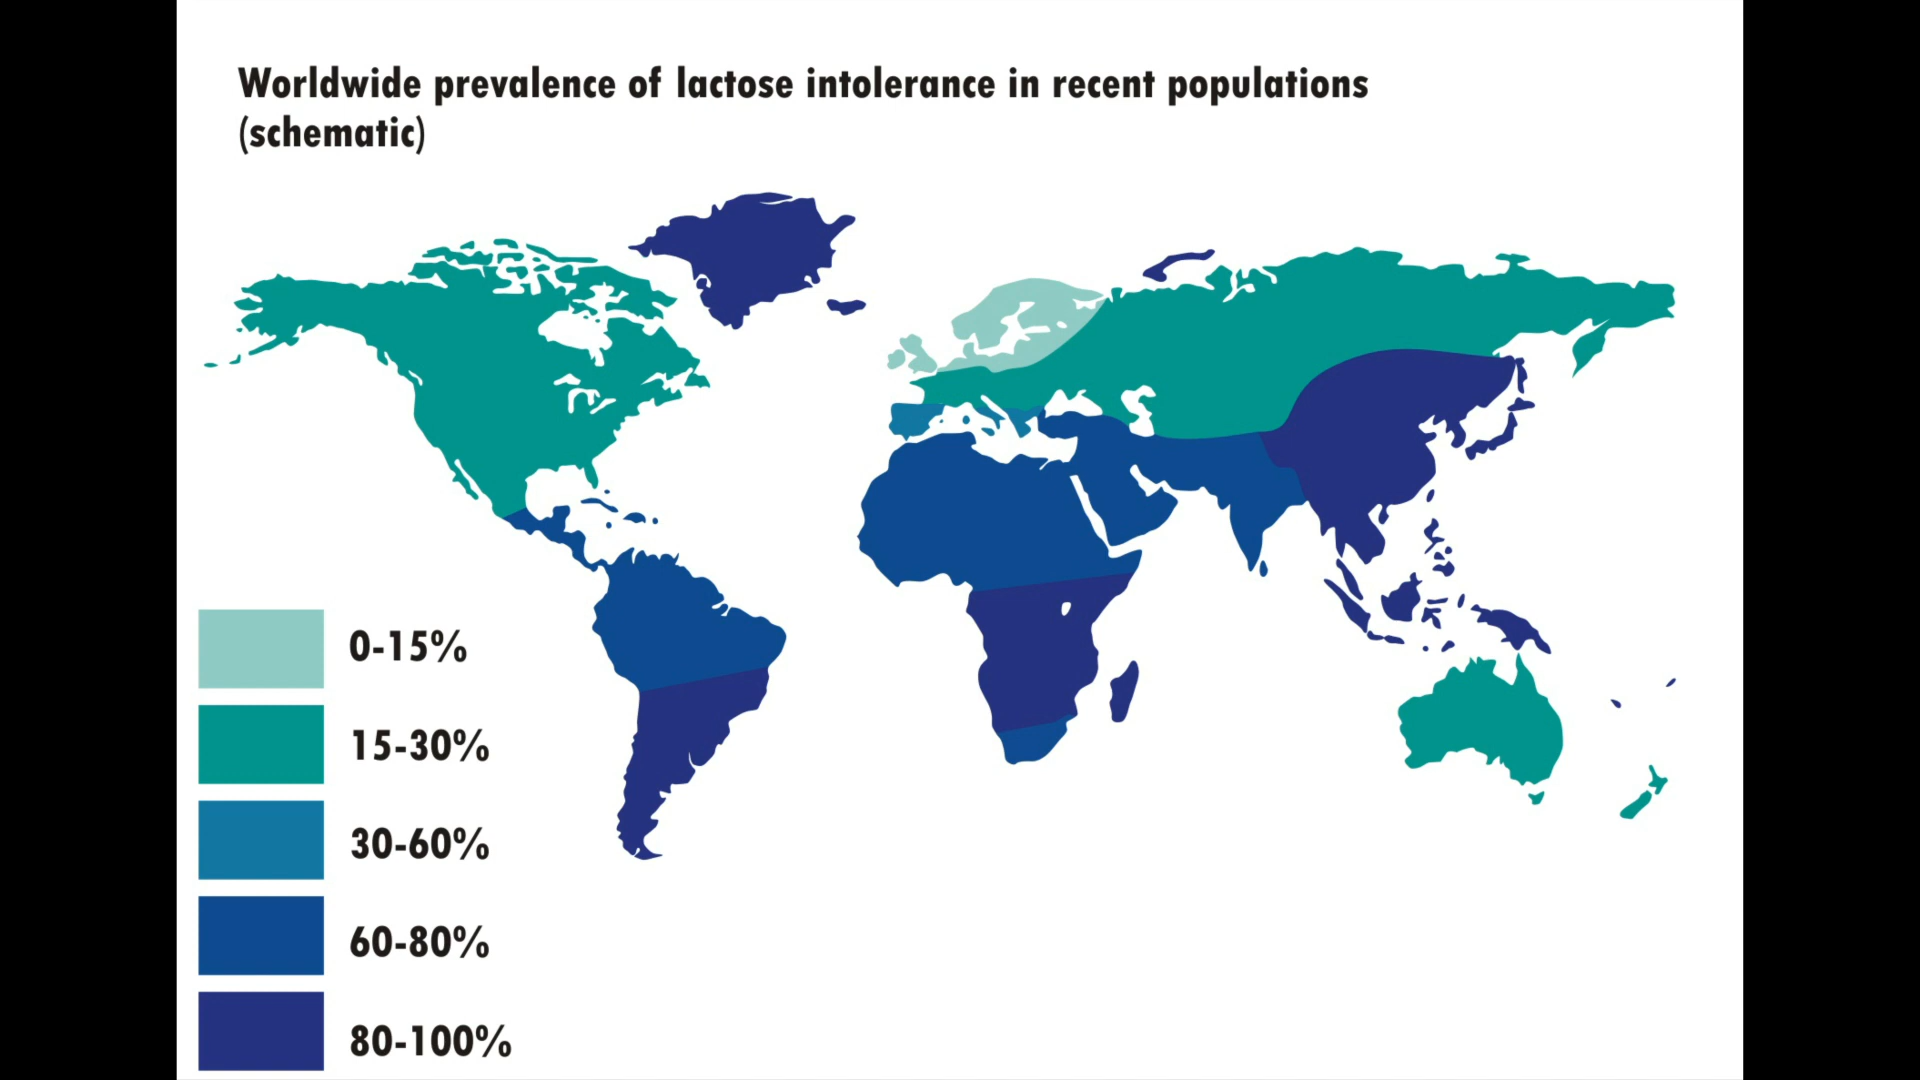 Worldwide prevalence of lactose intolerance in recent populations
(schematic)
0-15%
15-30%
30-60%
60-80%
80-100%